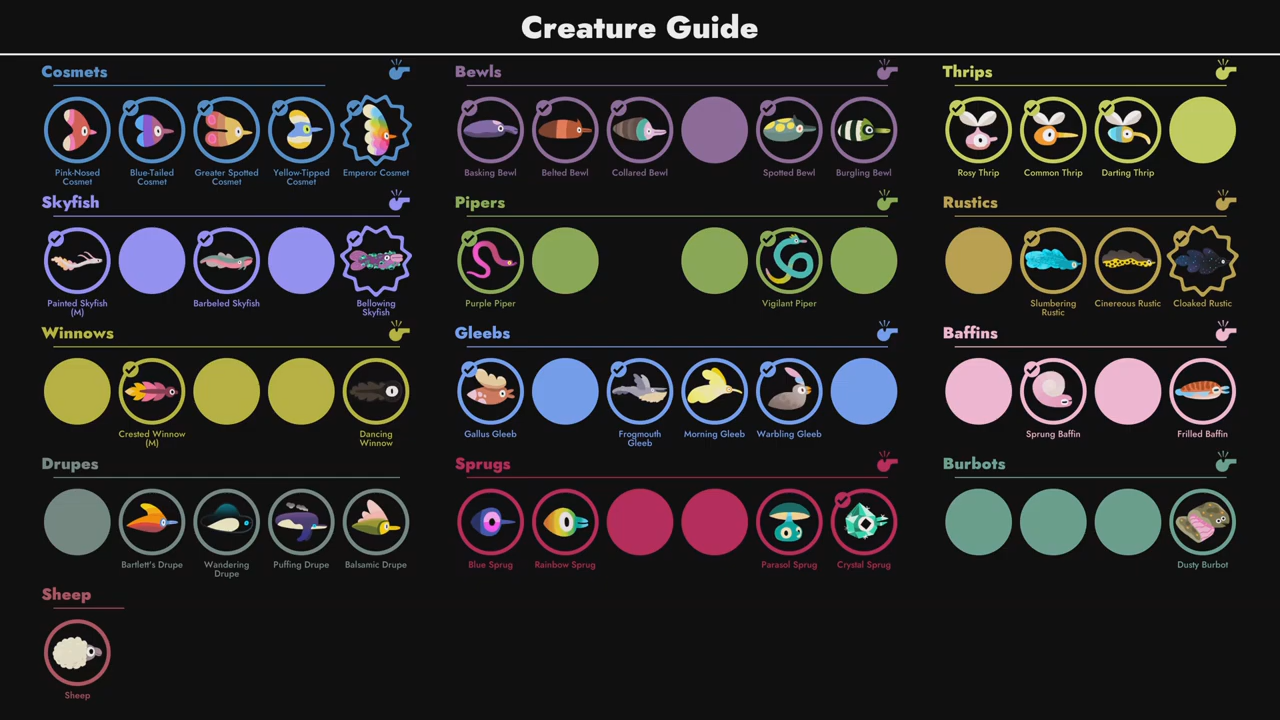 Creature Guide
Cosmets
Pink-Nosed
Cosmet
Blue-Tailed
Cosmet
Greater Spotted
Cosmet
Yellow-Tipped
Cosmet
Emperor Cosmet
Bewls
Basking Bewl
Belted Bewl
Collared Bewl
Spotted Bewl
Burgling Bewl
Thrips
Rosy Thrip
Common Thrip
Darting Thrip
Skyfish
Painted Skyfish
(M)
Barbeled Skyfish
Bellowing
Skyfish
Pipers
Purple Piper
Vigilant Piper
Rustics
Slumbering
Rustic
Cinereous Rustic
Cloaked Rustic
Winnows
Crested Winnow
(M)
Dancing
Winnow
Gleebs
Gallus Gleeb
Frogmouth
Gleeb
Morning Gleeb
Warbling Gleeb
Baffins
Sprung Baffin
Frilled Baffin
Drupes
Bartlett's Drupe
Wandering
Drupe
Puffing Drupe
Balsamic Drupe
Sprugs
Blue Sprug
Rainbow Sprug
Parasol Sprug
Crystal Sprug
Burbots
Dusty Burbot
Sheep
Sheep